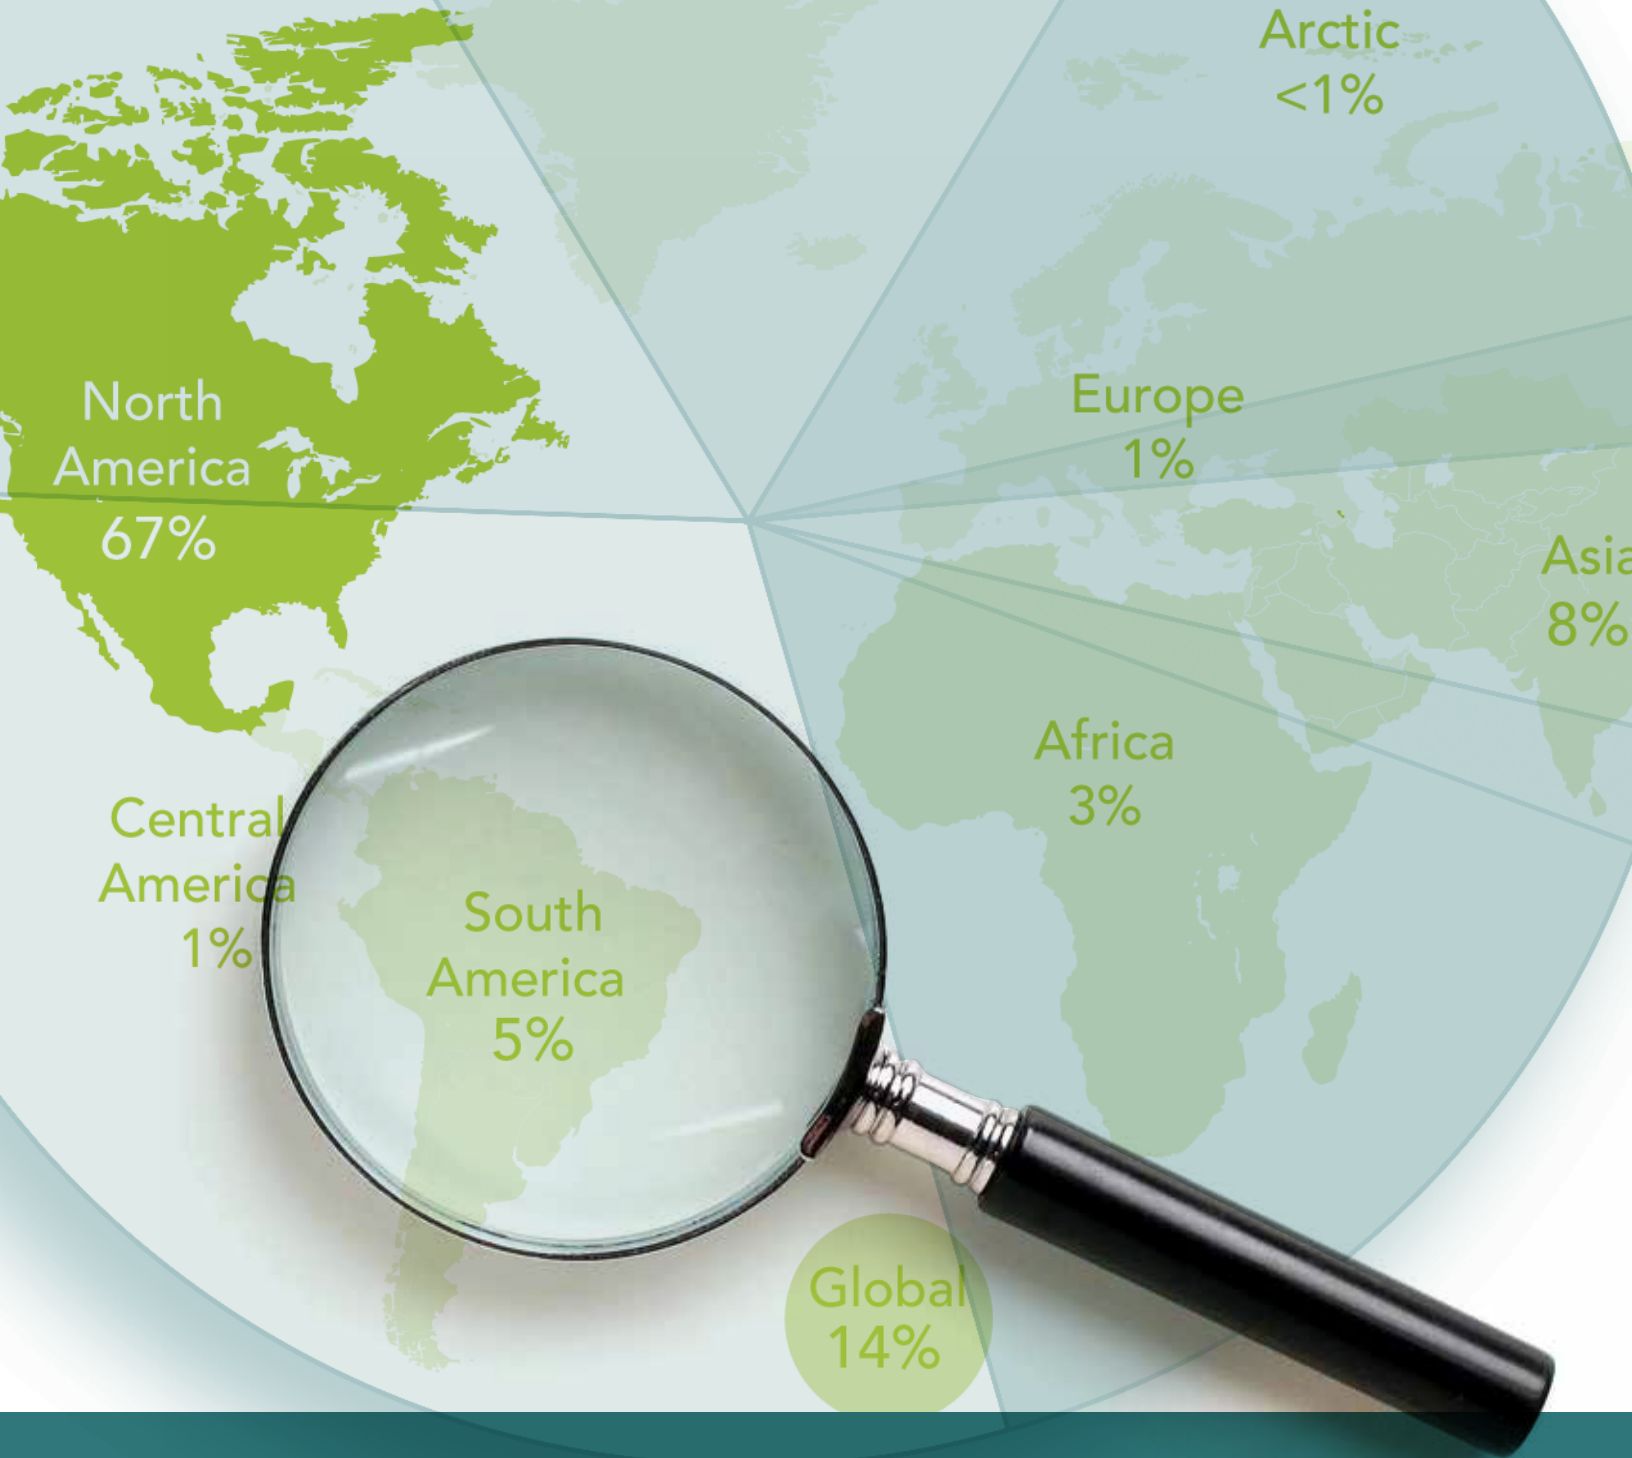 Arctic
<1%
North
America
67%
Europe
1%
Asia
8%
Africa
3%
Central
America
1%
South
America
5%
Global
14%